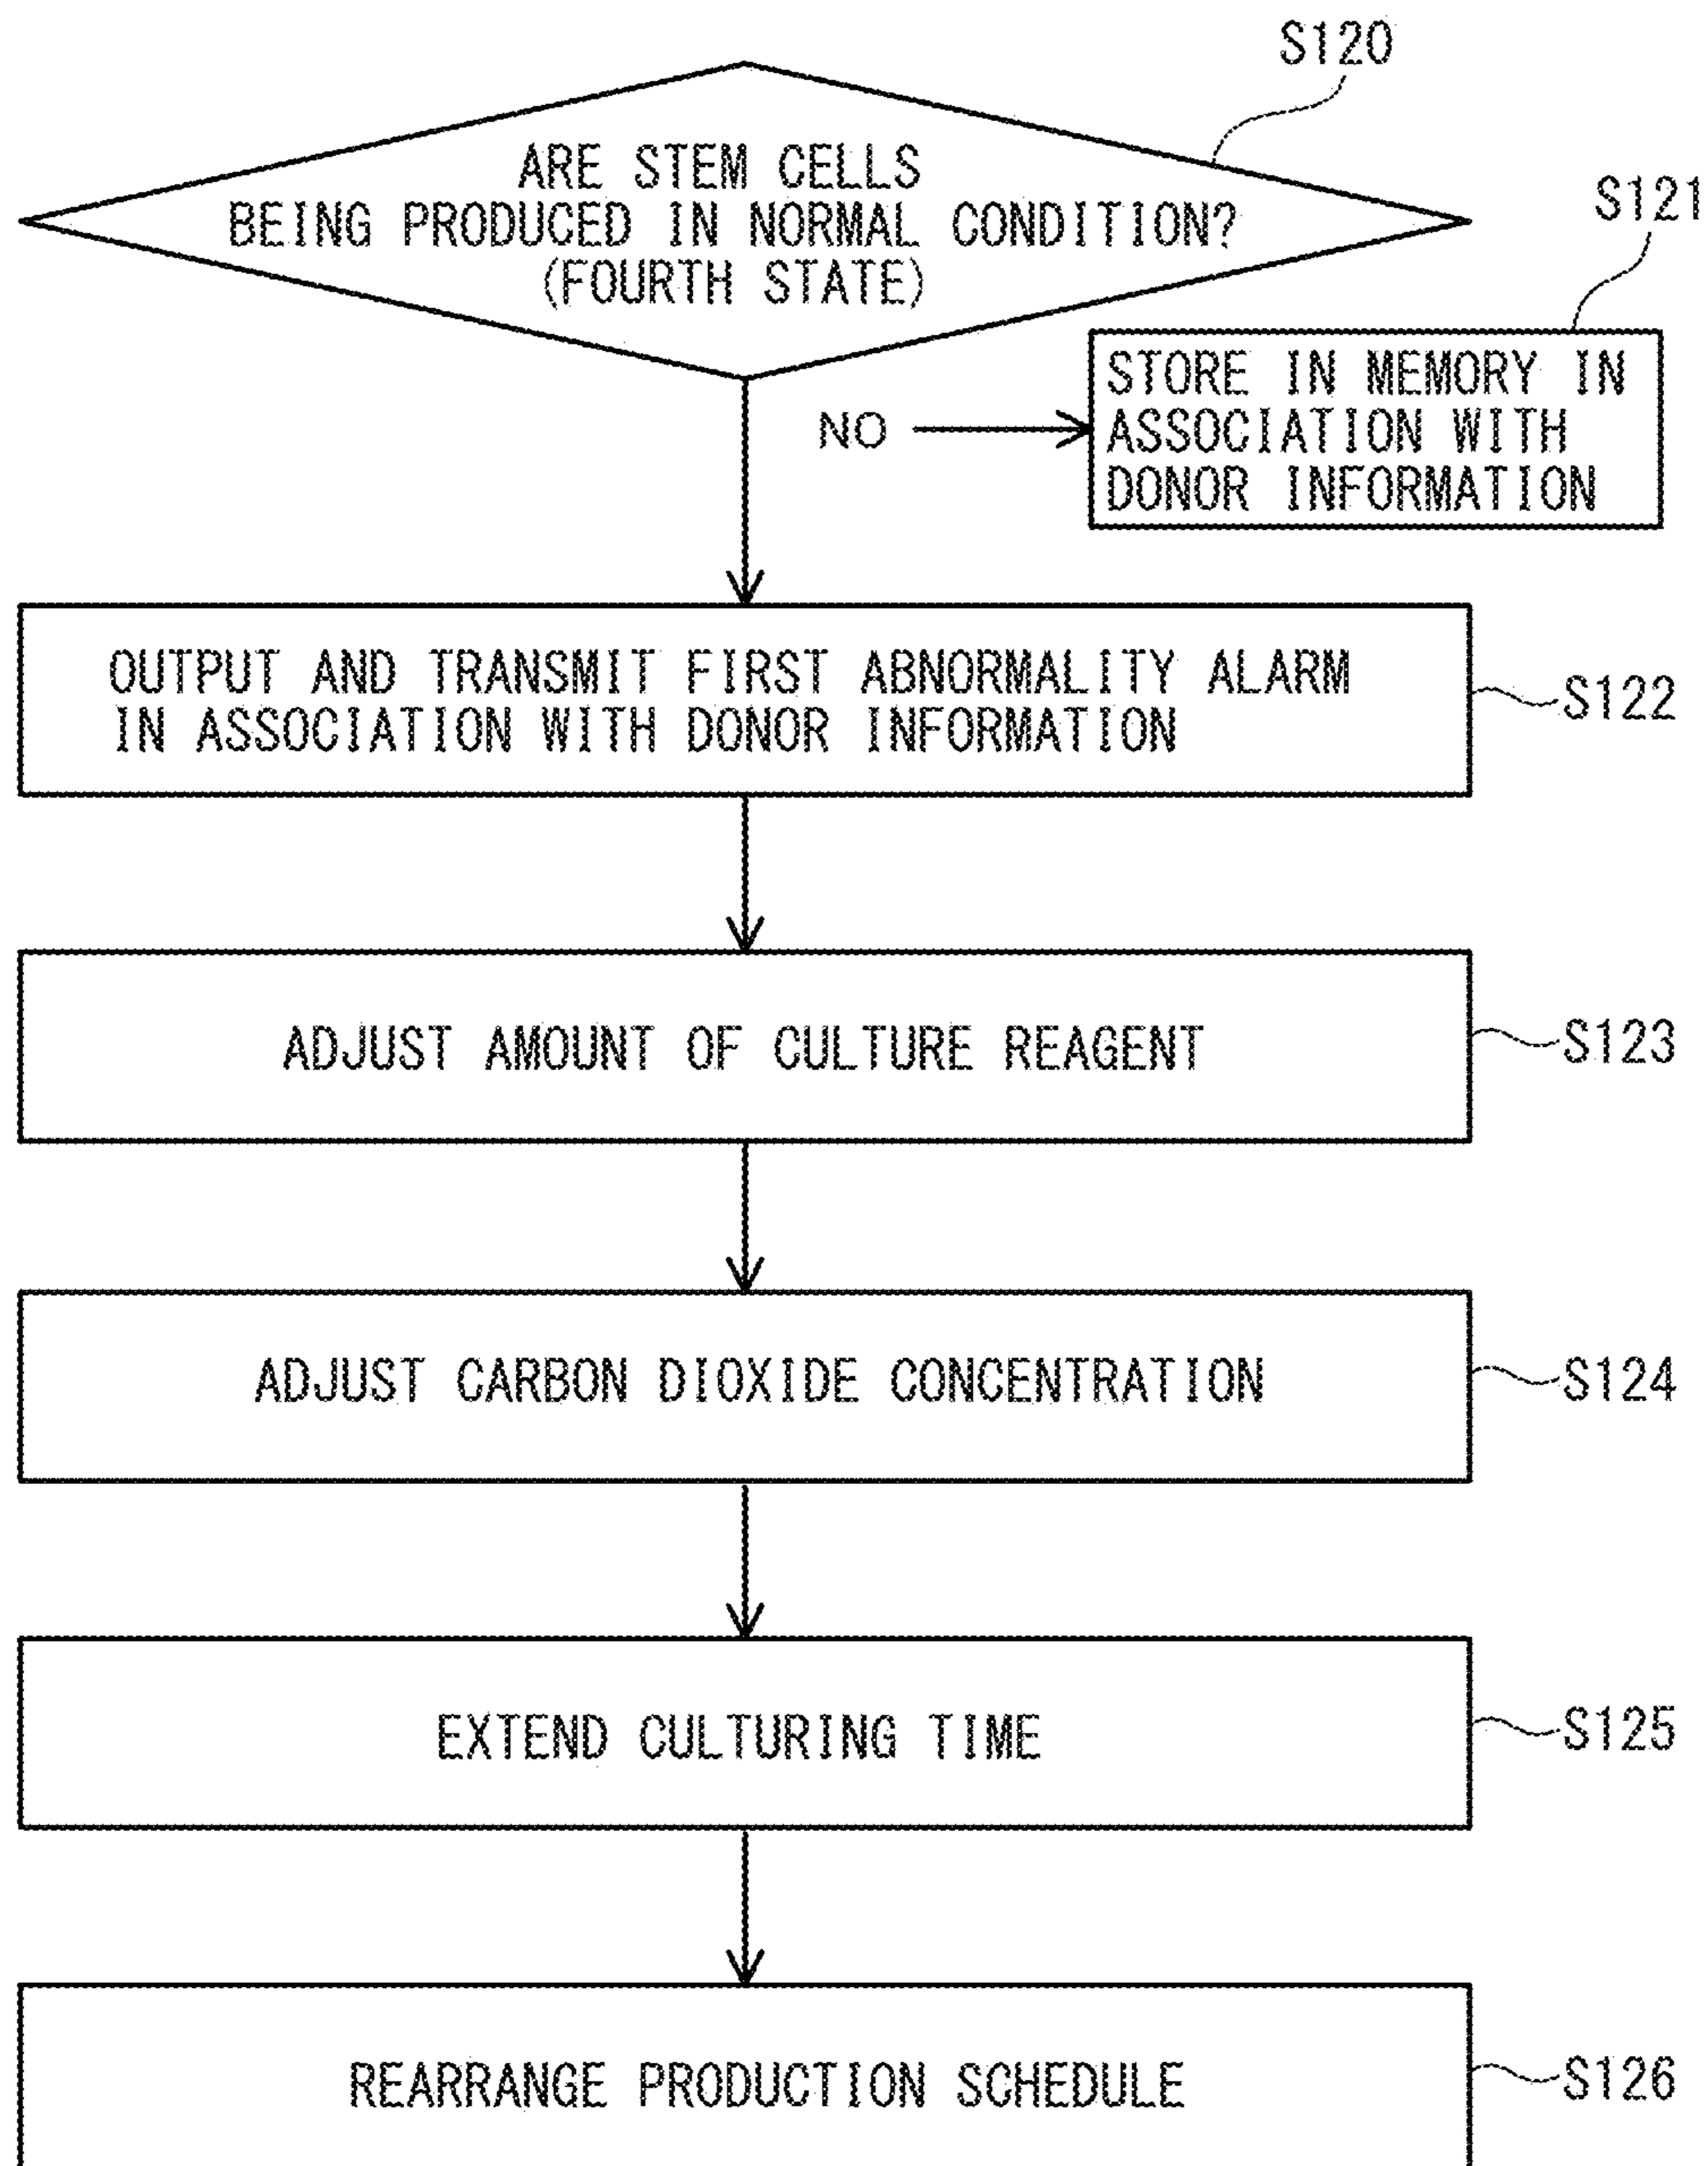 S120
ARE STEM CELLS
BEING PRODUCED IN NORMAL CONDITION?
(FOURTH STATE)
S121
STORE IN MEMORY IN
ASSOCIATION WITH
DONOR INFORMATION
NO
OUTPUT AND TRANSMIT FIRST ABNORMALITY ALARM
IN ASSOCIATION WITH DONOR INFORMATION
S122
ADJUST AMOUNT OF CULTURE REAGENT
S123
ADJUST CARBON DIOXIDE CONCENTRATION
S124
EXTEND CULTURING TIME
S125
REARRANGE PRODUCTION SCHEDULE
S126